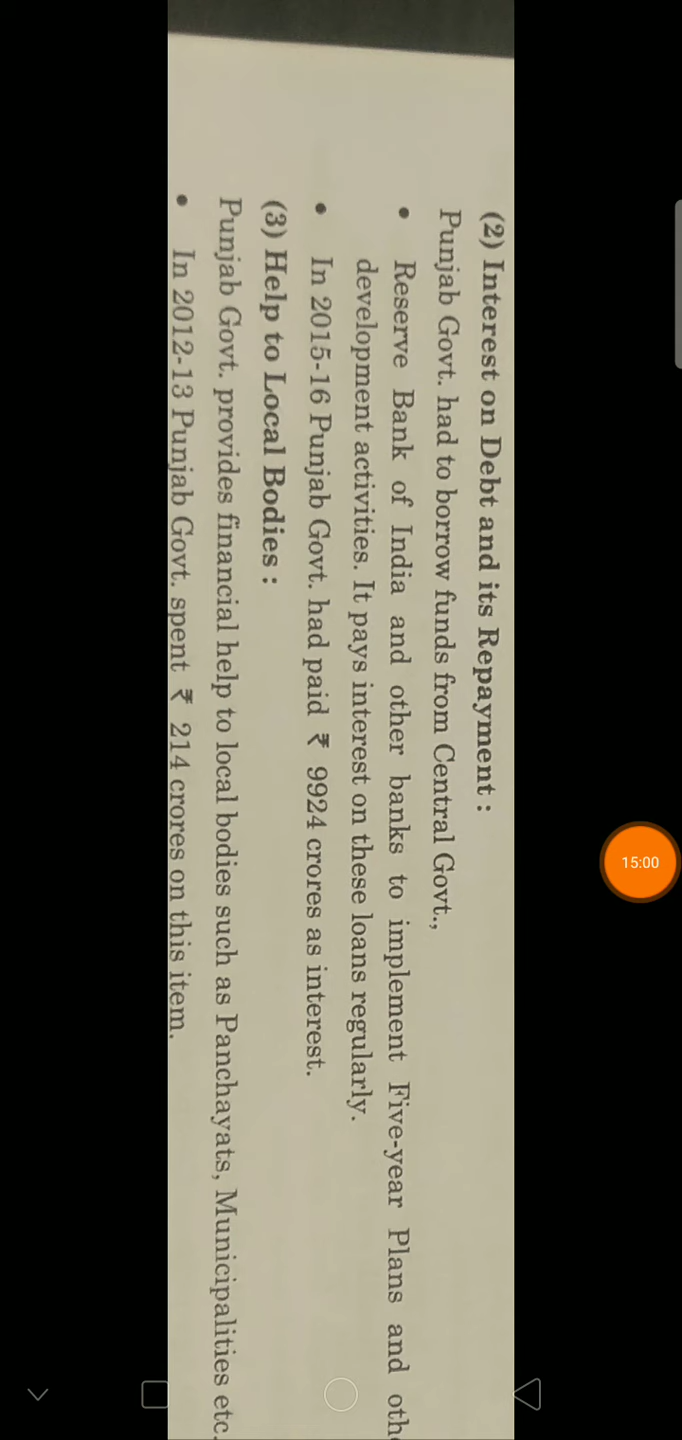 (2) Interest on Debt and its Repayment :
Punjab Govt. had to borrow funds from Central Govt.,
• Reserve Bank of India and other banks to implement Five-year Plans and
development activities. It pays interest on these loans regularly.
• In 2015-16 Punjab Govt. had paid ₹ 9924 crores as interest.
(3) Help to Local Bodies :
Punjab Govt. provides financial help to local bodies such as Panchayats, Municipalities etc.
• In 2012-13 Punjab Govt. spent ₹ 214 crores on this item.
15:00